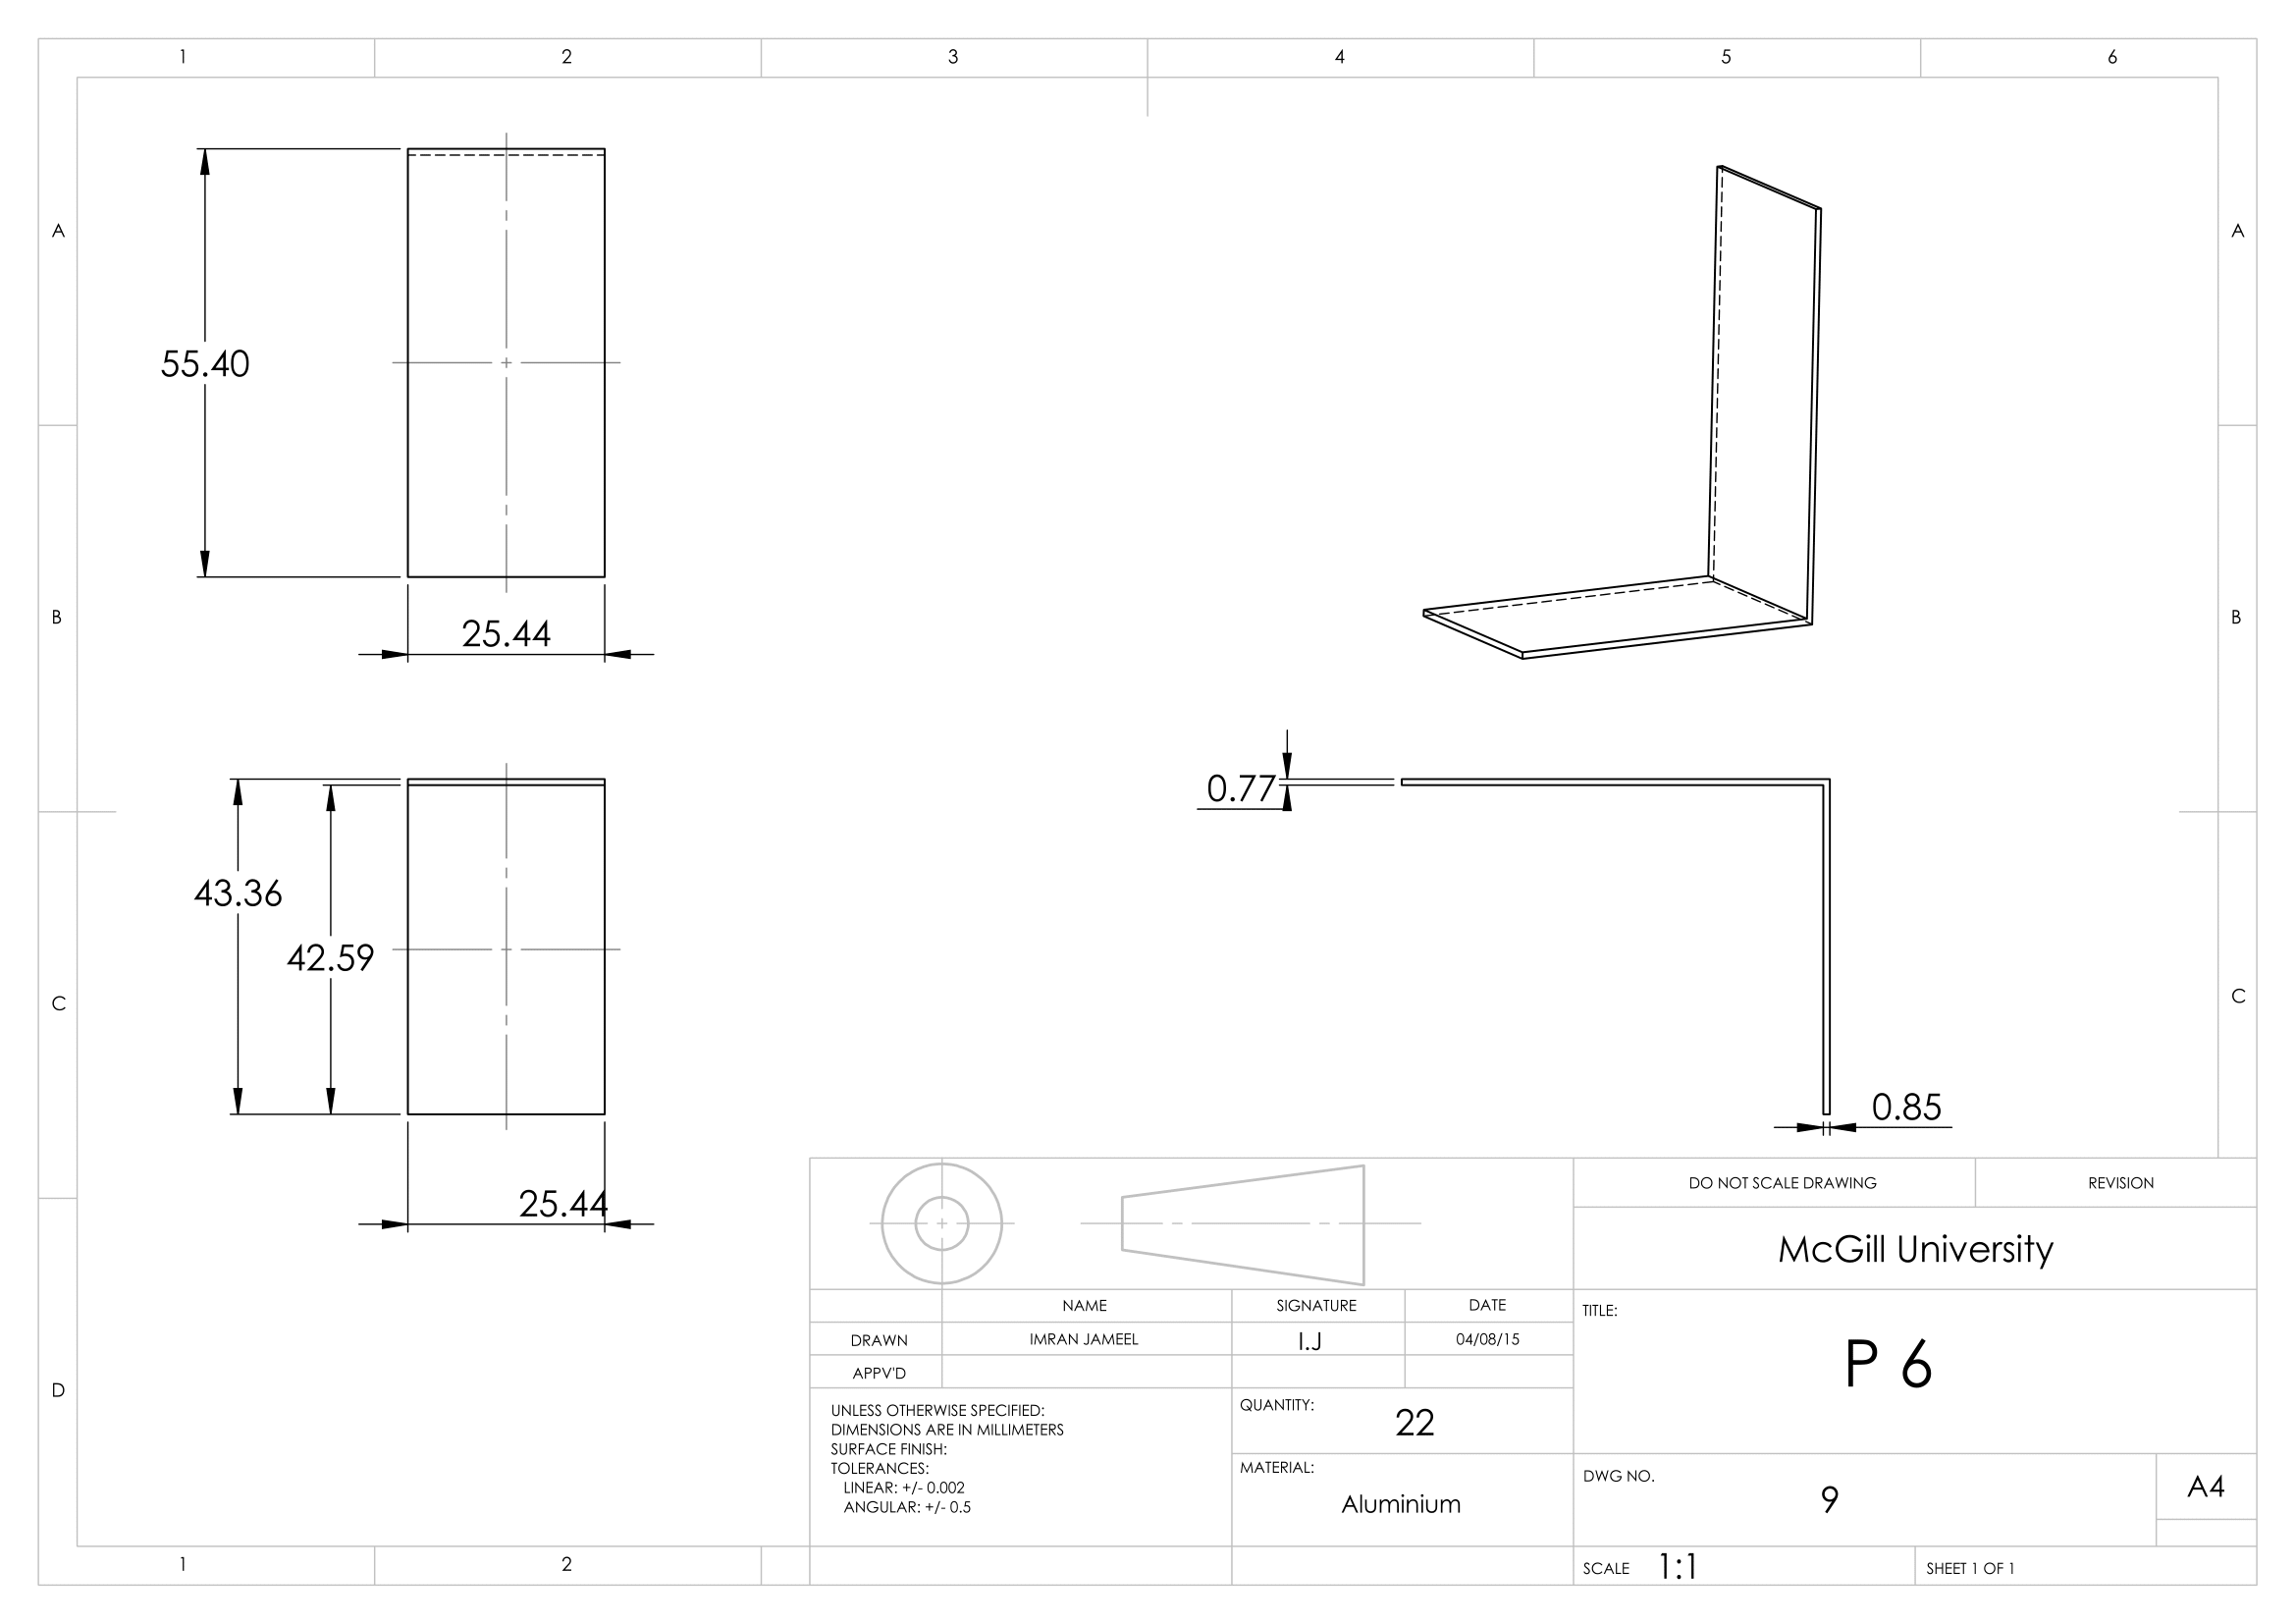 1 2 3 4 5 6
A A
55.40
B B
25.44
0.77
43.36
42.59
C C
0.85
25.44
DO NOT SCALE DRAWING REVISION
McGill University
NAME SIGNATURE DATE
TITLE:
DRAWN IMRAN JAMEEL I.J 04/08/15
P 6
APPV'D
D
UNLESS OTHERWISE SPECIFIED:
DIMENSIONS ARE IN MILLIMETERS
SURFACE FINISH:
TOLERANCES:
LINEAR: +/- 0.002
ANGULAR: +/- 0.5
QUANTITY:
22
MATERIAL:
Aluminium
DWG NO.
9
A4
1 2
SCALE 1:1 SHEET 1 OF 1